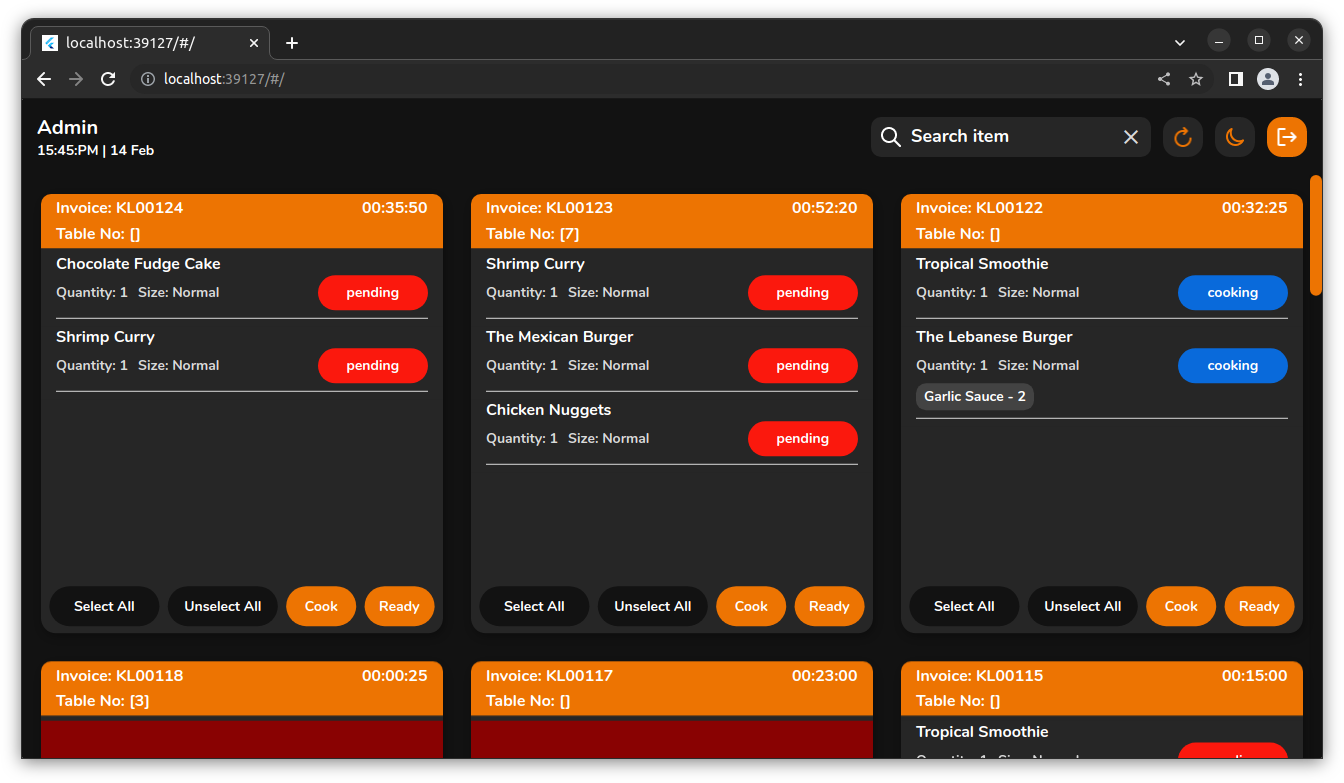 localhost:39127/#/
localhost:39127/#/
Admin
15:45:PM | 14 Feb
Search item
Invoice: KL00124 00:35:50
Table No: []
Chocolate Fudge Cake
Quantity: 1 Size: Normal pending
Shrimp Curry
Quantity: 1 Size: Normal pending
Select All Unselect All Cook Ready
Invoice: KL00123 00:52:20
Table No: [7]
Shrimp Curry
Quantity: 1 Size: Normal pending
The Mexican Burger
Quantity: 1 Size: Normal pending
Chicken Nuggets
Quantity: 1 Size: Normal pending
Select All Unselect All Cook Ready
Invoice: KL00122 00:32:25
Table No: []
Tropical Smoothie
Quantity: 1 Size: Normal cooking
The Lebanese Burger
Quantity: 1 Size: Normal cooking
Garlic Sauce - 2
Select All Unselect All Cook Ready
Invoice: KL00118 00:00:25
Table No: [3]
Invoice: KL00117 00:23:00
Table No: []
Invoice: KL00115 00:15:00
Table No: []
Tropical Smoothie